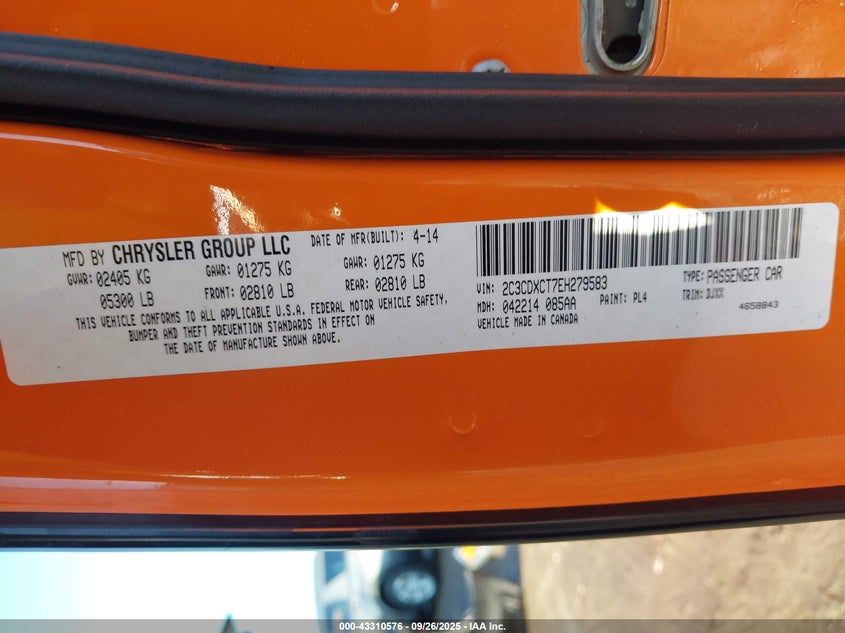 MFD BY CHRYSLER GROUP LLC DATE OF MFR(BUILT): 4-14
GVWR: 02405 KG GAWR: 01275 KG GAWR: 01275 KG
05300 LB FRONT: 02810 LB REAR: 02810 LB
THIS VEHICLE CONFORMS TO ALL APPLICABLE U.S.A. FEDERAL MOTOR VEHICLE SAFETY,
BUMPER AND THEFT PREVENTION STANDARDS IN EFFECT ON
THE DATE OF MANUFACTURE SHOWN ABOVE.
VIN: 2C3CDXCT7EH279583 TYPE: PASSENGER CAR
MDH: 042214 085AA PAINT: PL4 TRIM: DJXX
VEHICLE MADE IN CANADA 4658843
000-43310576 | 09/26/2025 | IAA Inc.